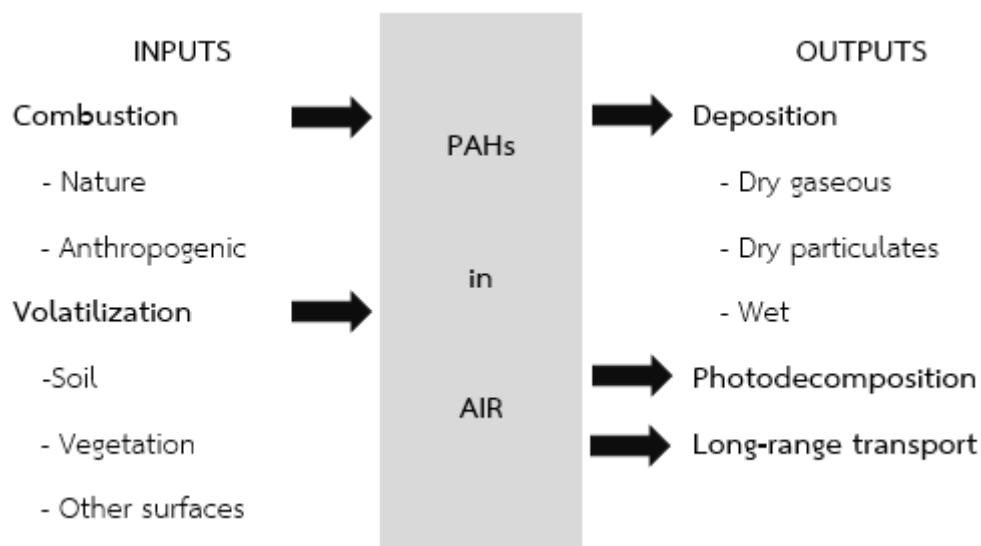 INPUTS
Combustion
- Nature
- Anthropogenic
Volatilization
-Soil
- Vegetation
- Other surfaces
PAHs
in
AIR
OUTPUTS
Deposition
- Dry gaseous
- Dry particulates
- Wet
Photodecomposition
Long-range transport